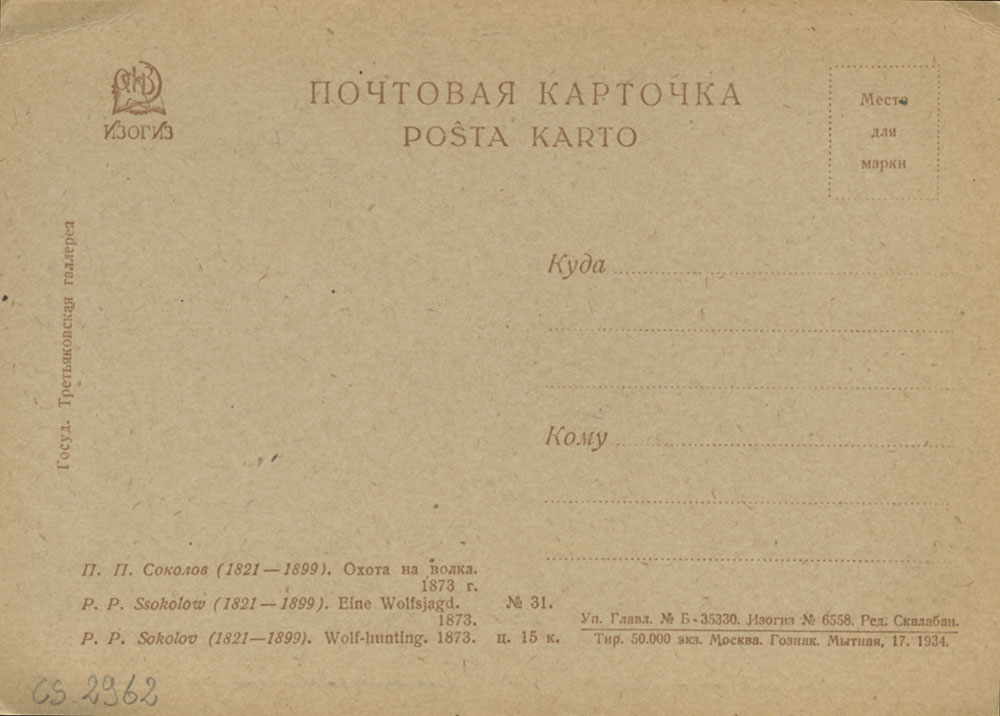 ИЗОГИЗ
ПОЧТОВАЯ КАРТОЧКА
POŜTA KARTO
Место
для
марки
Госуд. Третьяковская галлерея
Куда
Кому
П. П. Соколов (1821—1899). Охота на волка.
1873 г.
P. P. Ssokolow (1821—1899). Eine Wolfsjagd.
1873.
P. P. Sokolov (1821—1899). Wolf-hunting. 1873.
№ 31.
ц. 15 к.
Уп. Главл. № Б-35330. Изогиз № 6558. Ред. Скалабан.
Тир. 50.000 экз. Москва. Гознак. Мытная, 17. 1934.
CS 2962